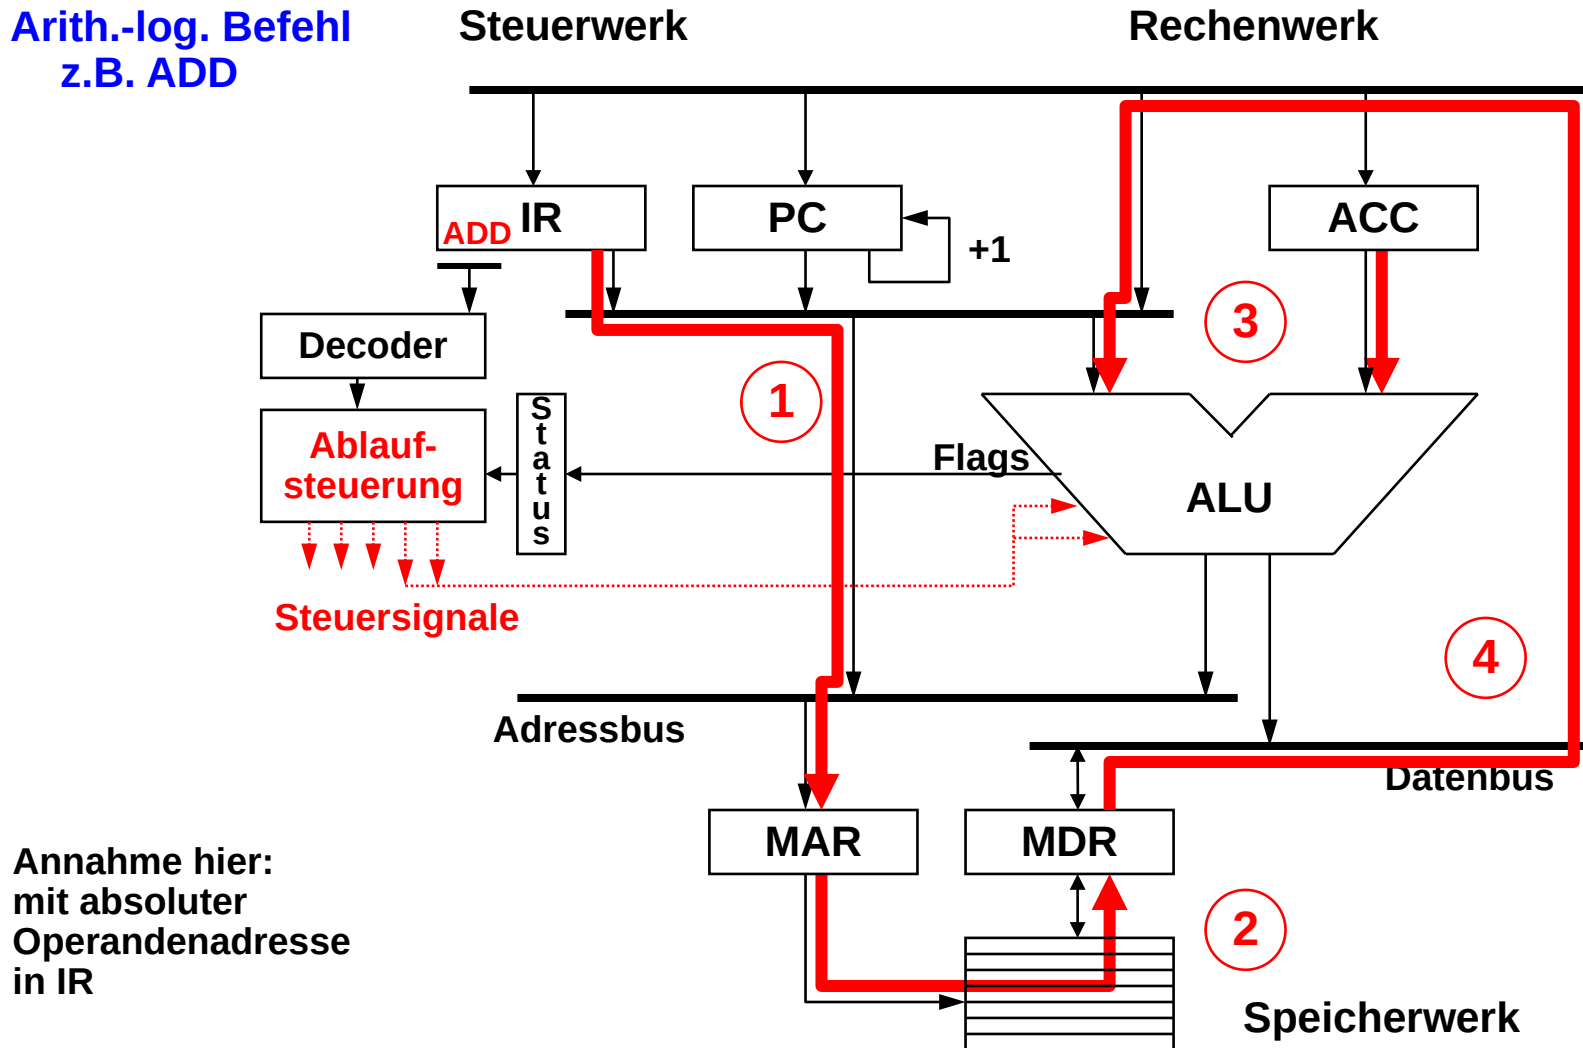 Arith.-log. Befehl
z.B. ADD
Steuerwerk
Rechenwerk
IR
ADD
PC
+1
ACC
Decoder
3
1
Status
Ablauf-
steuerung
Flags
ALU
Steuersignale
4
Adressbus
Datenbus
MAR
MDR
Annahme hier:
mit absoluter
Operandenadresse
in IR
2
Speicherwerk